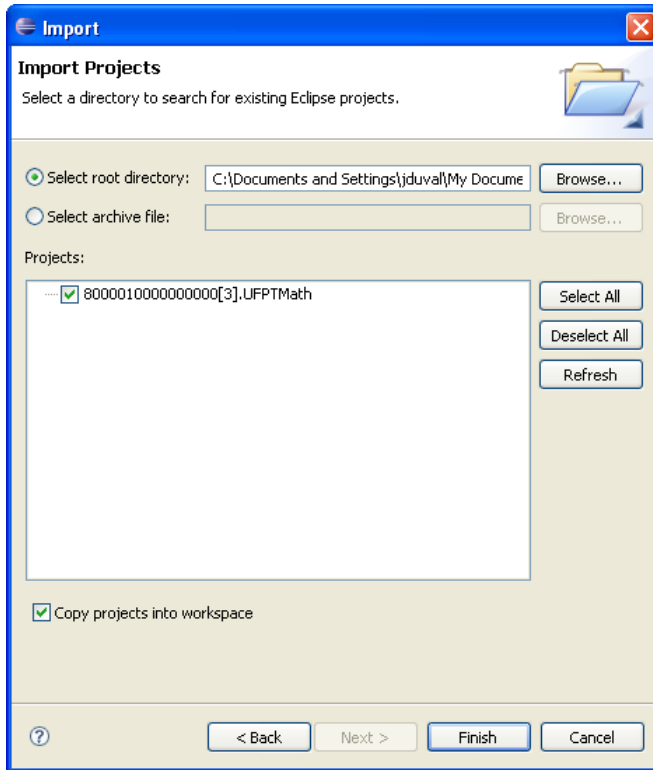 Import
Import Projects
Select a directory to search for existing Eclipse projects.
Select root directory: C:\Documents and Settings\jduval\My Docume Browse...
Select archive file: Browse...
Projects:
8000010000000000[3].UFPTMath
Select All
Deselect All
Refresh
Copy projects into workspace
? < Back Next > Finish Cancel